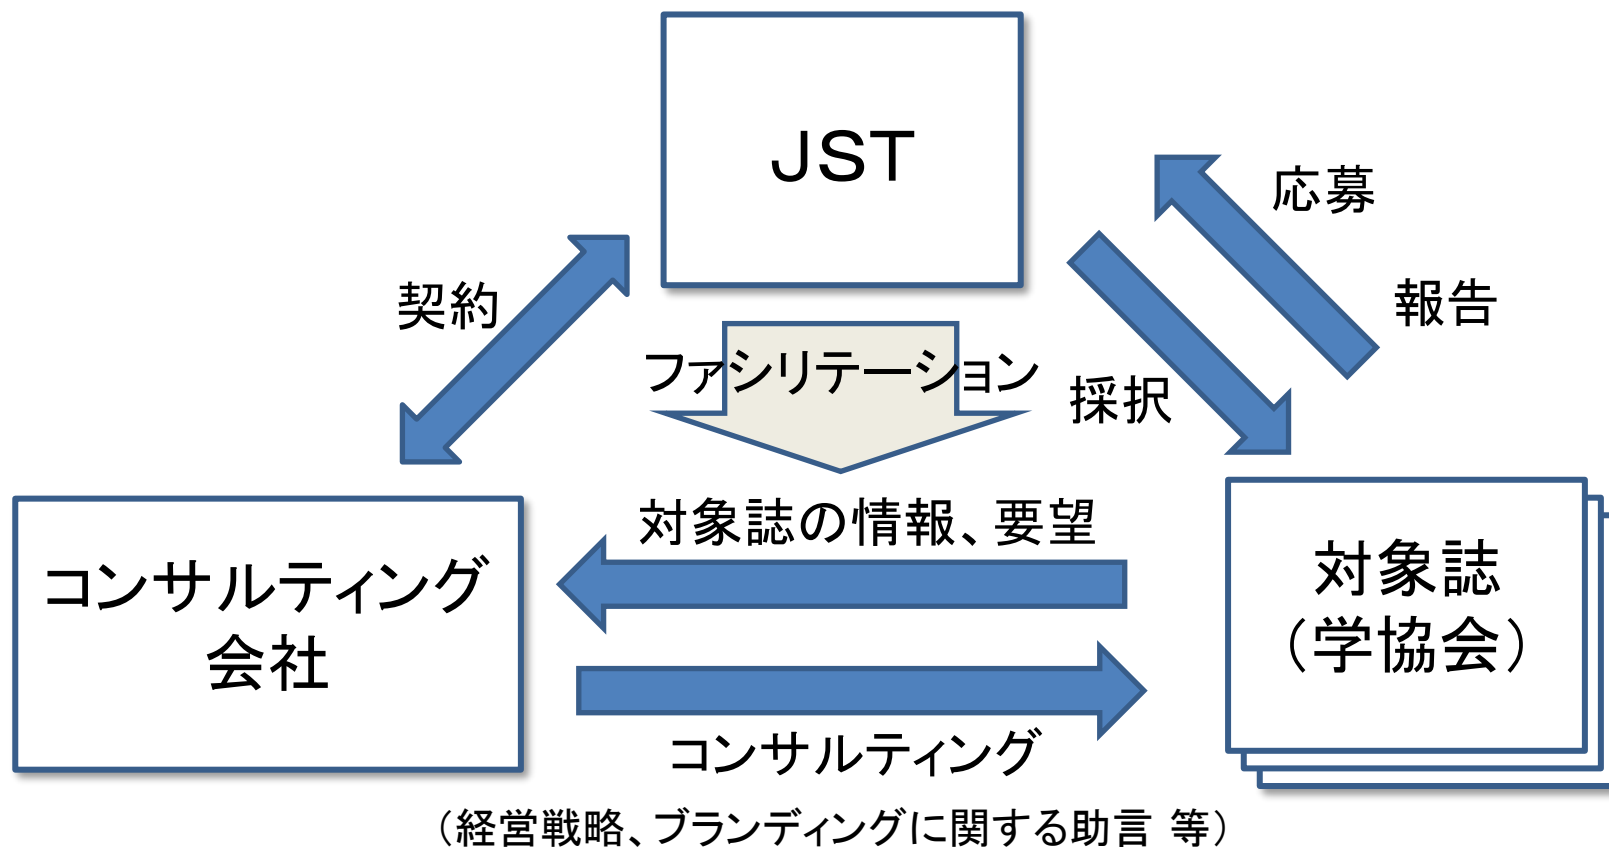 JST
応募
契約
報告
ファシリテーション
採択
対象誌の情報、要望
コンサルティング
会社
対象誌
（学協会）
コンサルティング
（経営戦略、ブランディングに関する助言 等）